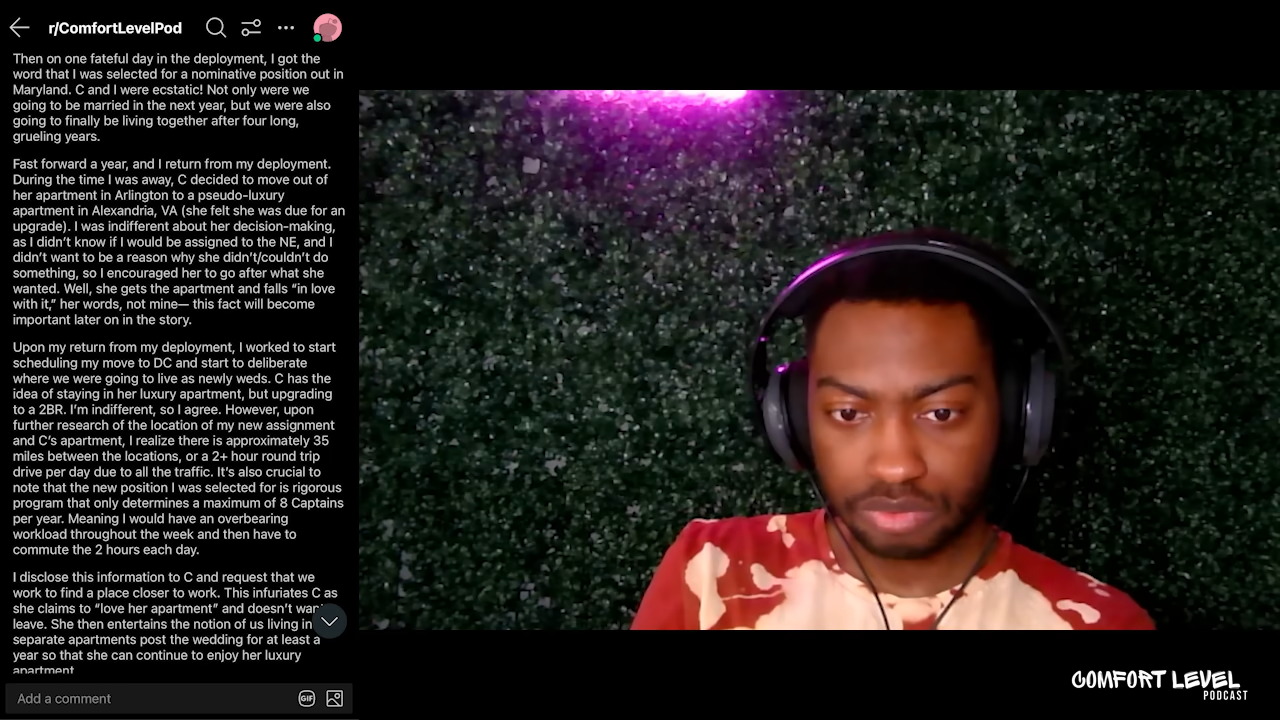 r/ComfortLevelPod
Then on one fateful day in the deployment, I got the
word that I was selected for a nominative position out in
Maryland. C and I were ecstatic! Not only were we
going to be married in the next year, but we were also
going to finally be living together after four long,
grueling years.
Fast forward a year, and I return from my deployment.
During the time I was away, C decided to move out of
her apartment in Arlington to a pseudo-luxury
apartment in Alexandria, VA (she felt she was due for an
upgrade). I was indifferent about her decision-making,
as I didn’t know if I would be assigned to the NE, and I
didn’t want to be a reason why she didn’t/couldn’t do
something, so I encouraged her to go after what she
wanted. Well, she gets the apartment and falls “in love
with it,” her words, not mine— this fact will become
important later on in the story.
Upon my return from my deployment, I worked to start
scheduling my move to DC and start to deliberate
where we were going to live as newly weds. C has the
idea of staying in her luxury apartment, but upgrading
to a 2BR. I’m indifferent, so I agree. However, upon
further research of the location of my new assignment
and C’s apartment, I realize there is approximately 35
miles between the locations, or a 2+ hour round trip
drive per day due to all the traffic. It’s also crucial to
note that the new position I was selected for is rigorous
program that only determines a maximum of 8 Captains
per year. Meaning I would have an overbearing
workload throughout the week and then have to
commute the 2 hours each day.
I disclose this information to C and request that we
work to find a place closer to work. This infuriates C as
she claims to “love her apartment” and doesn’t want
leave. She then entertains the notion of us living in
separate apartments post the wedding for at least a
year so that she can continue to enjoy her luxury
apartment
Add a comment
GIF
COMFORT LEVEL
PODCAST